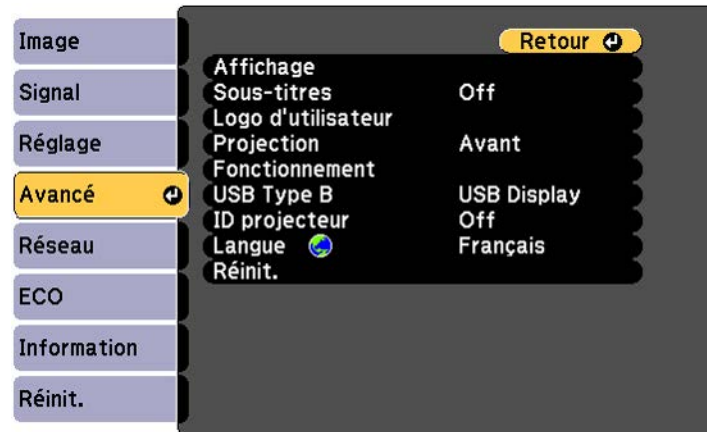 Image
Signal
Réglage
Avancé
Réseau
ECO
Information
Réinit.
Retour
Affichage
Sous-titres Off
Logo d'utilisateur
Projection Avant
Fonctionnement
USB Type B USB Display
ID projecteur Off
Langue Français
Réinit.